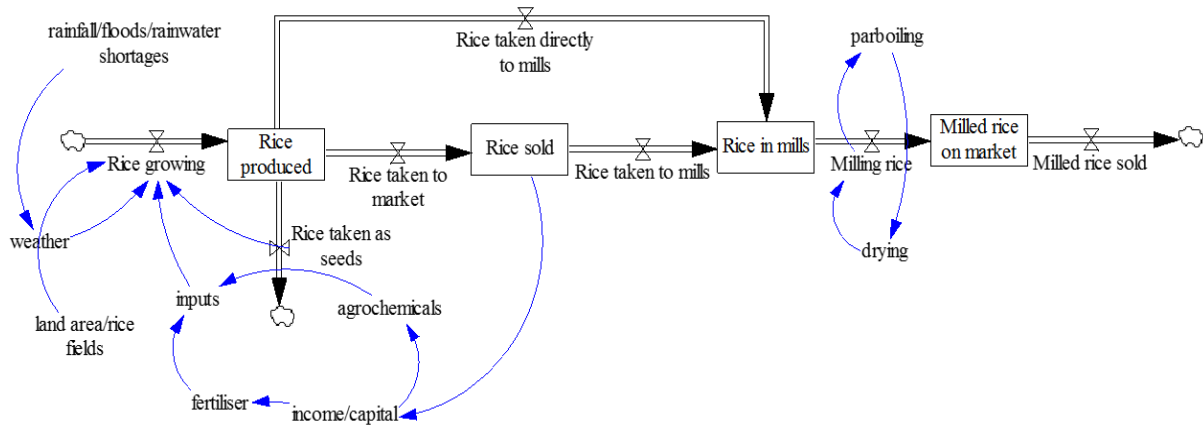 rainfall/floods/rainwater
shortages
Rice taken directly
to mills
parboiling
Rice growing
Rice
produced
Rice taken to
market
Rice sold
Rice taken to mills
Rice in mills
Milling rice
Milled rice
on market
Milled rice sold
weather
Rice taken as
seeds
drying
inputs
agrochemicals
land area/rice
fields
fertiliser
income/capital